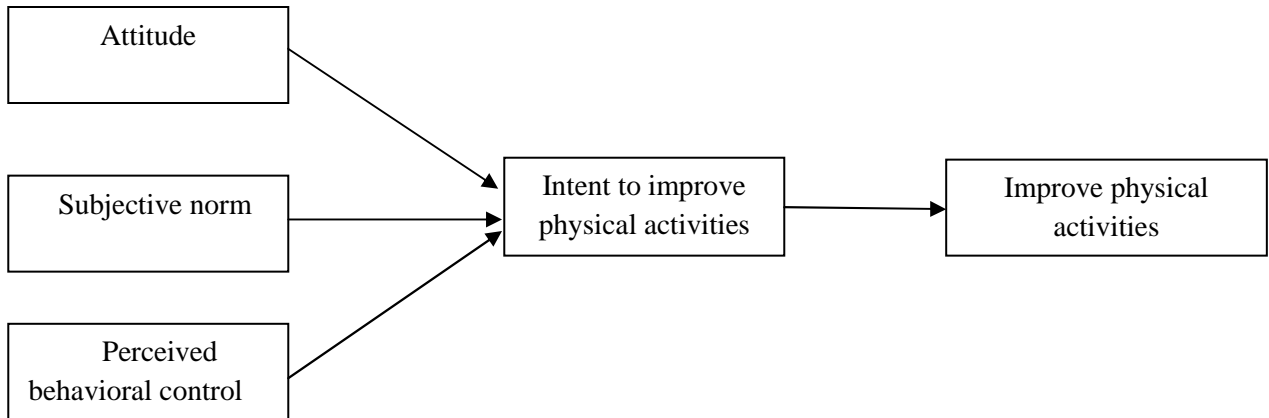 Attitude
Subjective norm
Perceived
behavioral control
Intent to improve
physical activities
Improve physical
activities